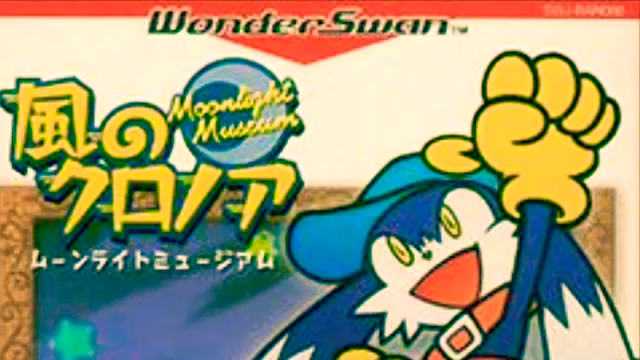 WonderSwan™
風の
クロノア
Moonlight
Museum
ムーンライトミュージアム